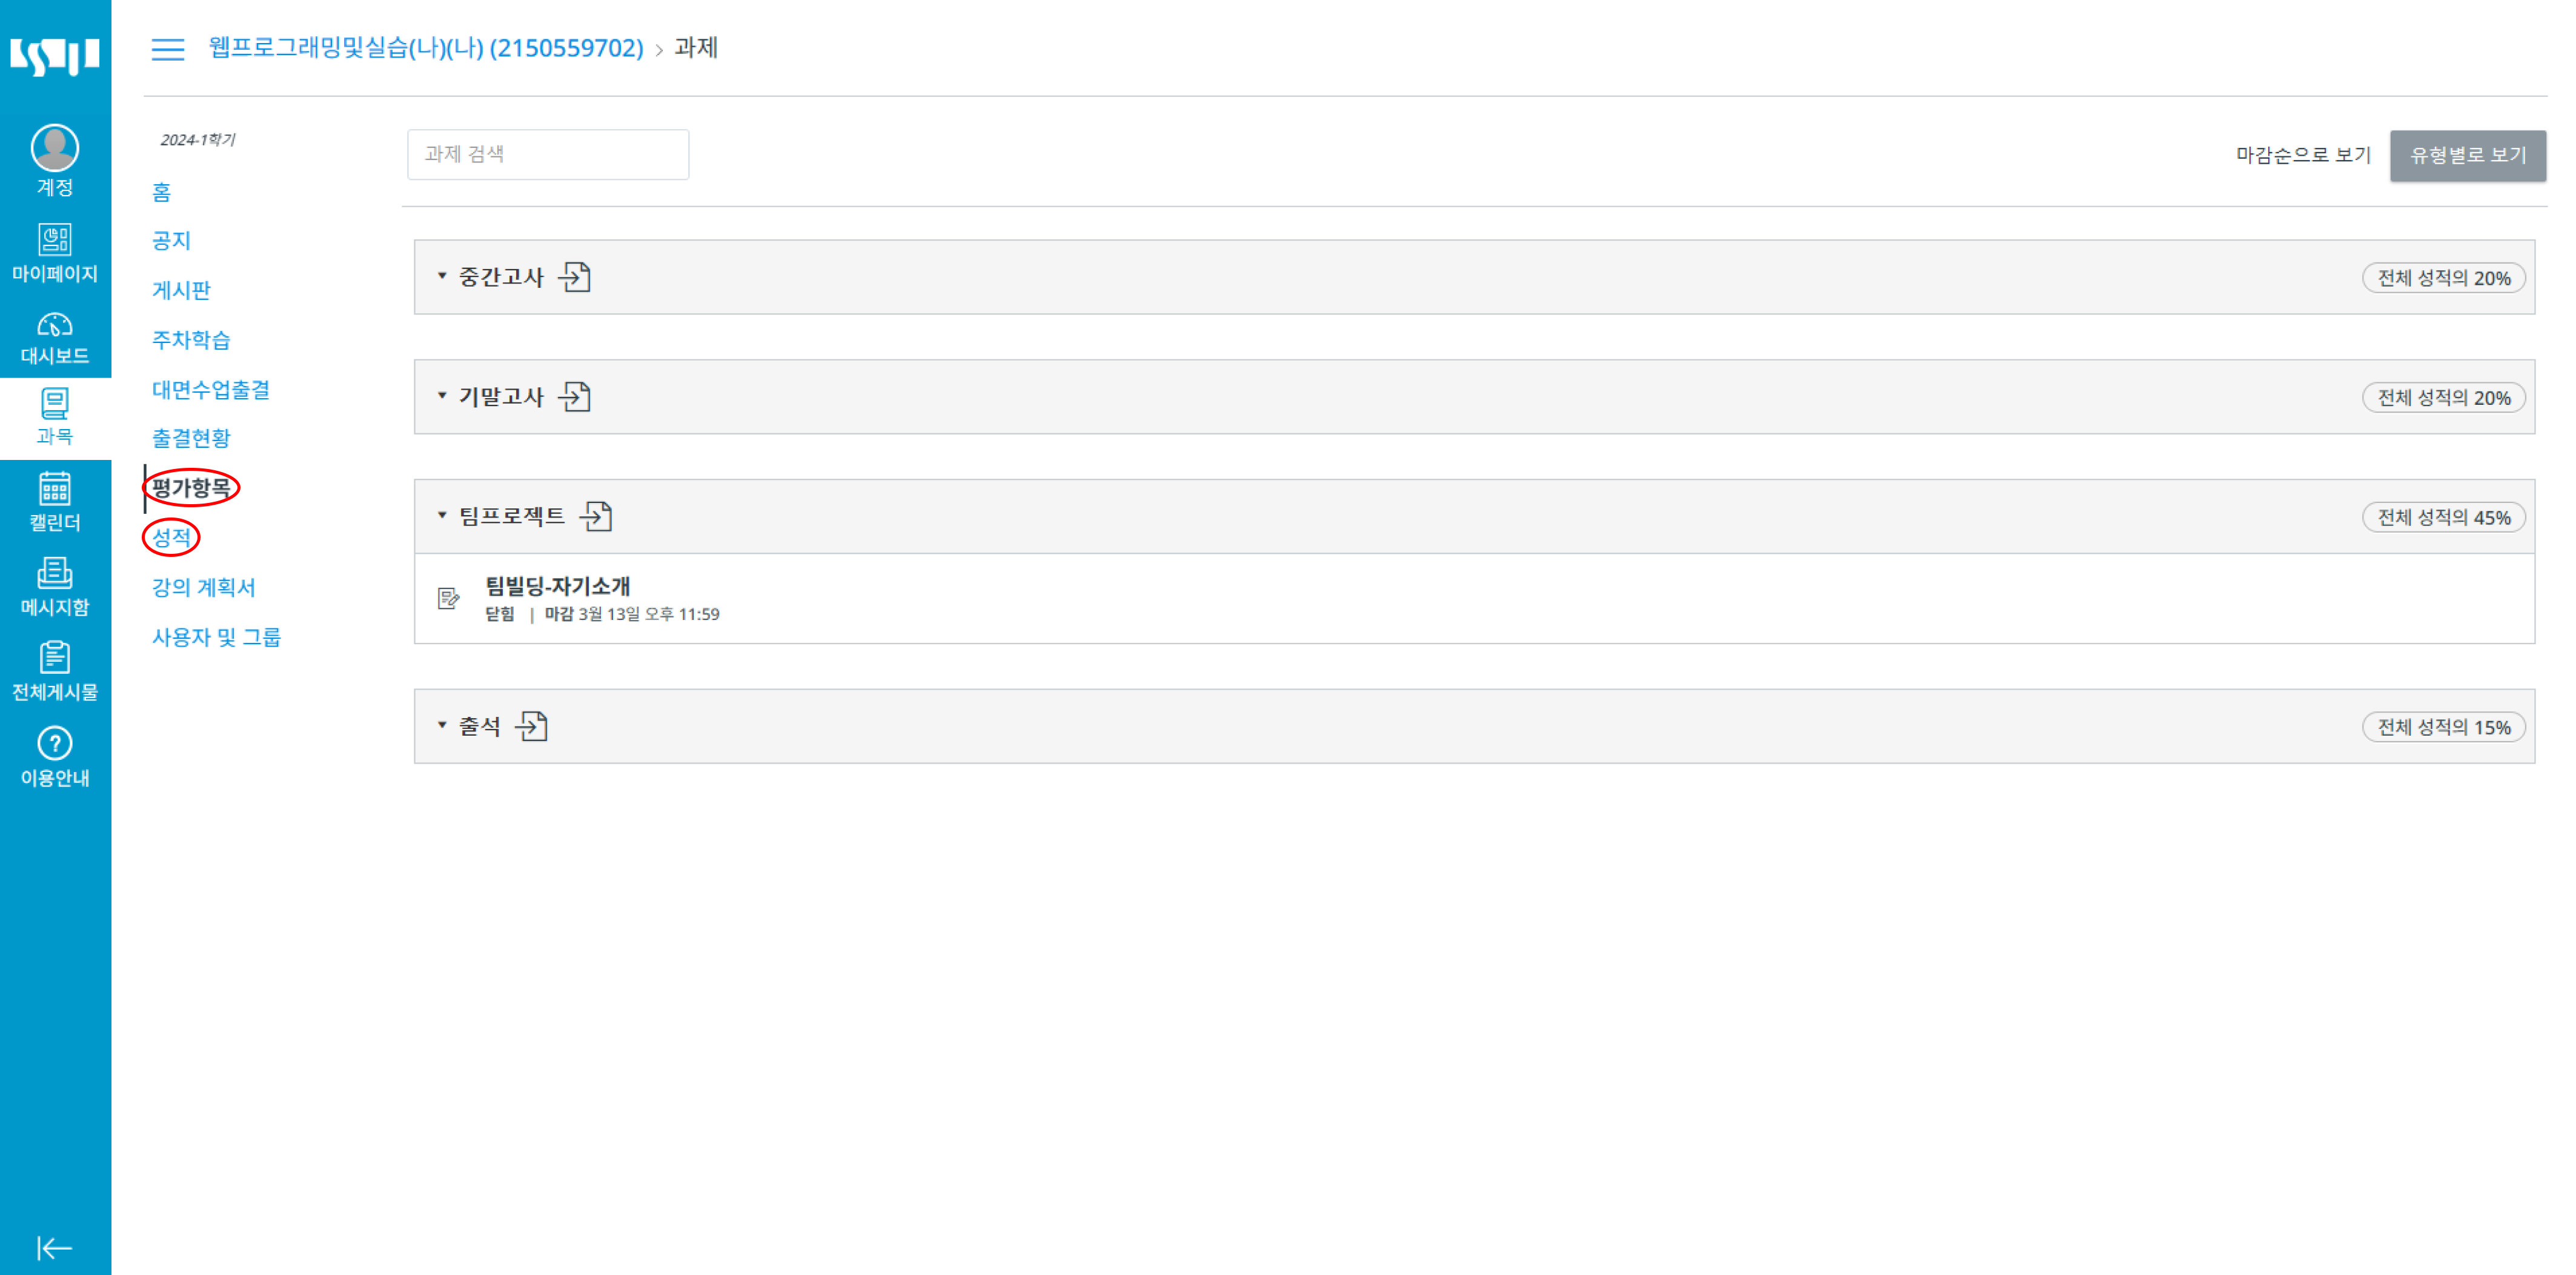 웹프로그래밍및실습(나)(나) (2150559702) > 과제
계정
마이페이지
대시보드
과목
캘린더
메시지함
전체게시물
이용안내
2024-1학기
홈
공지
게시판
주차학습
대면수업출결
출결현황
평가항목
성적
강의 계획서
사용자 및 그룹
과제 검색
마감순으로 보기
유형별로 보기
중간고사
전체 성적의 20%
기말고사
전체 성적의 20%
팀프로젝트
전체 성적의 45%
팀빌딩-자기소개
닫힘 | 마감 3월 13일 오후 11:59
출석
전체 성적의 15%